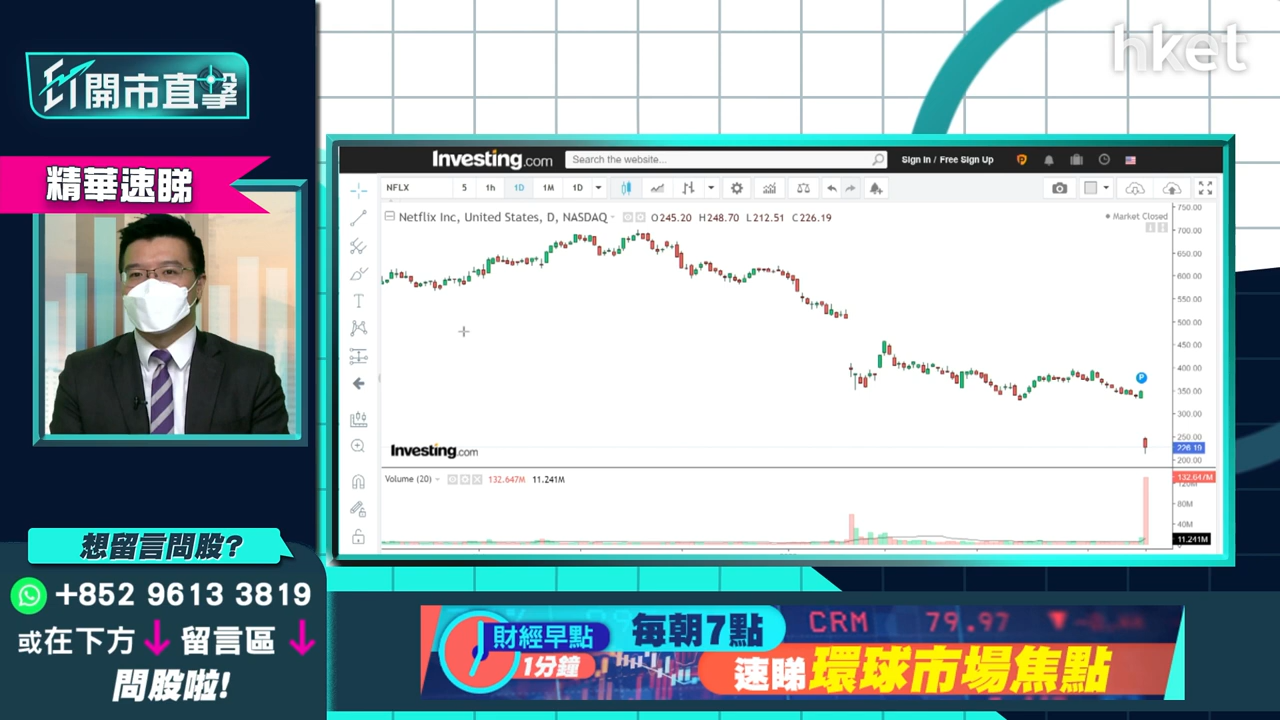 hket
ET開市直擊
精華速睇
Investing.com
Search the website...
Sign In / Free Sign Up
NFLX
5
1h
1D
1M
1D
Netflix Inc, United States, D, NASDAQ
O245.20 H248.70 L212.51 C226.19
Market Closed
750.00
700.00
650.00
600.00
550.00
500.00
450.00
400.00
350.00
300.00
250.00
226.19
200.00
P
Investing.com
Volume (20)
132.647M
11.241M
132.647M
120M
80M
40M
11.241M
想留言問股?
+852 9613 3819
或在下方 留言區
問股啦!
財經早點
1分鐘
每朝7點
速睇環球市場焦點
CRM 79.97